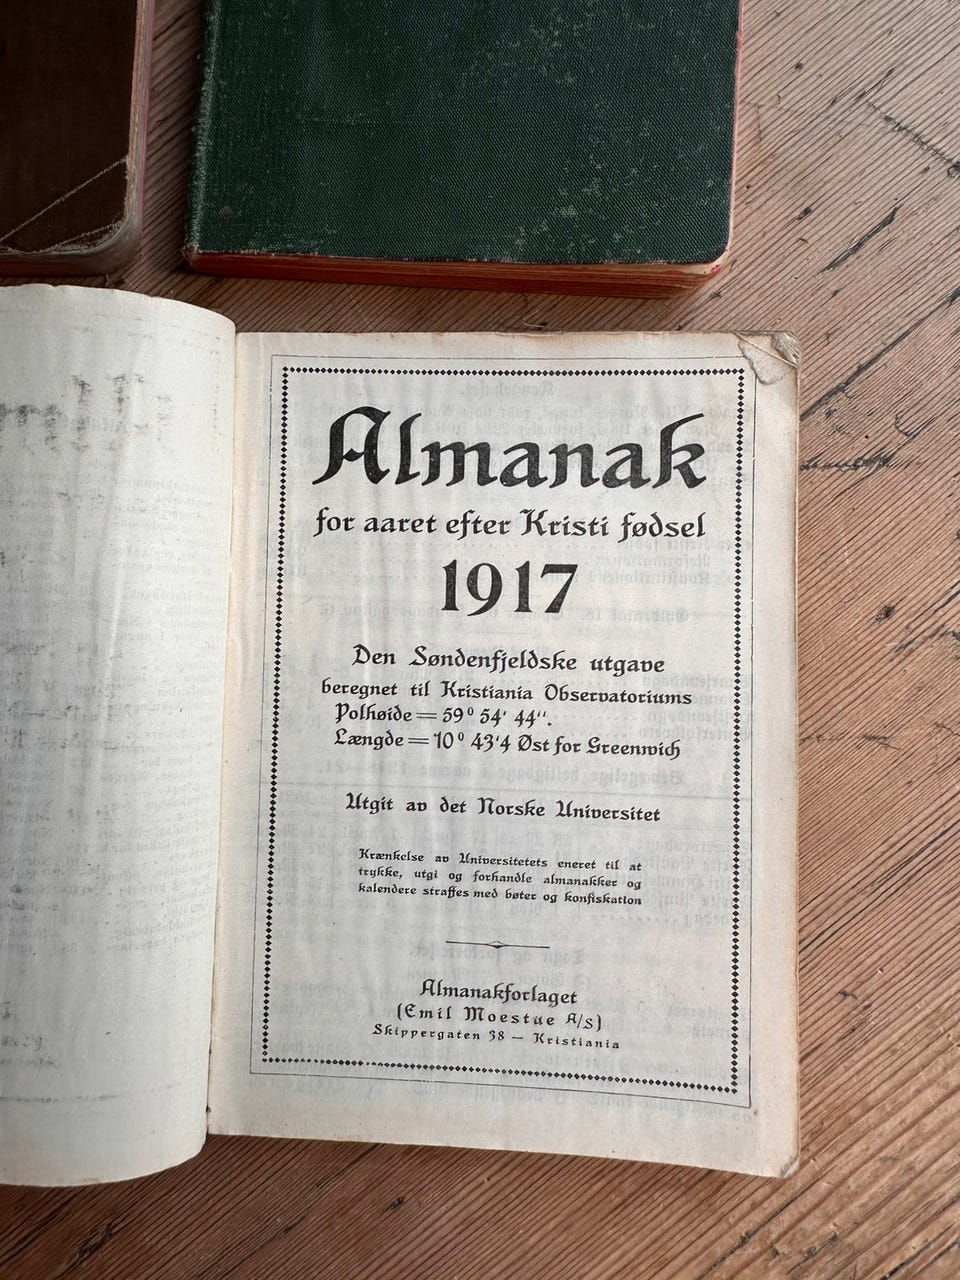 Almanak
for aaret efter Kristi fødsel
1917
Den Søndenfjeldske utgave
beregnet til Kristiania Observatoriums
Polhøide = 59° 54' 44".
Længde = 10° 43'4 Øst for Greenwich
Utgit av det Norske Universitet
Krænkelse av Universitetets eneret til at
trykke, utgi og forhandle almanakker og
kalendere straffes med bøter og konfiskation
Almanakforlaget
(Emil Moestue A/S)
Skippergaten 38 — Kristiania